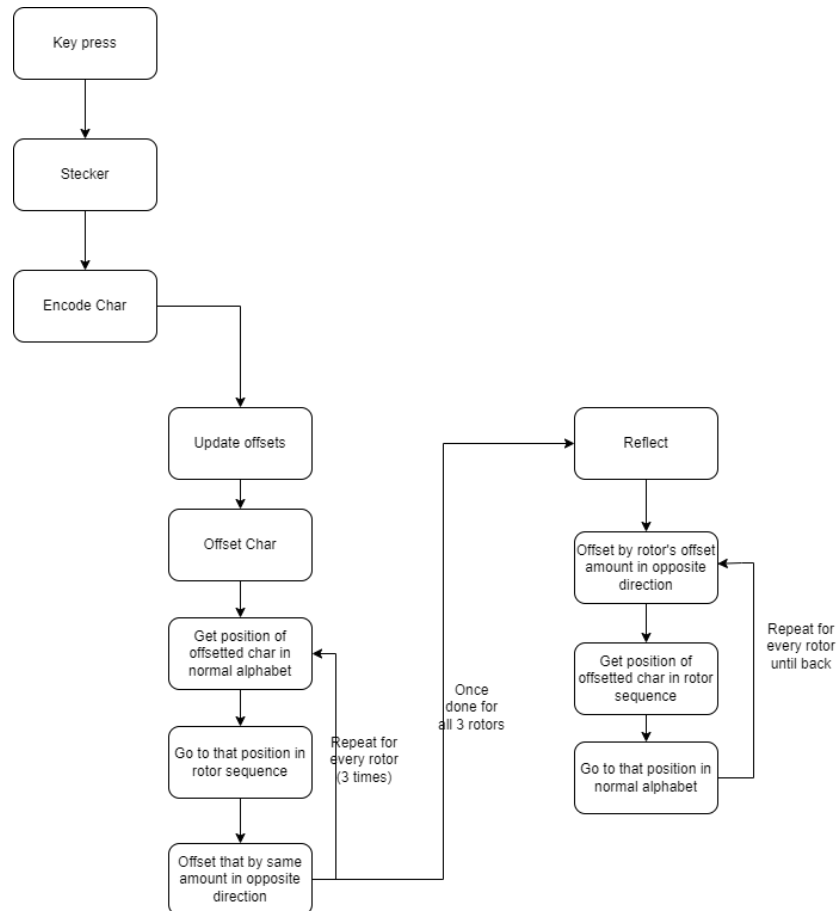 Key press
Stecker
Encode Char
Update offsets
Offset Char
Get position of
offsetted char in
normal alphabet
Go to that position in
rotor sequence
Offset that by same
amount in opposite
direction
Repeat for
every rotor
(3 times)
Once
done for
all 3 rotors
Reflect
Offset by rotor's offset
amount in opposite
direction
Get position of
offsetted char in rotor
sequence
Go to that position in
normal alphabet
Repeat for
every rotor
until back